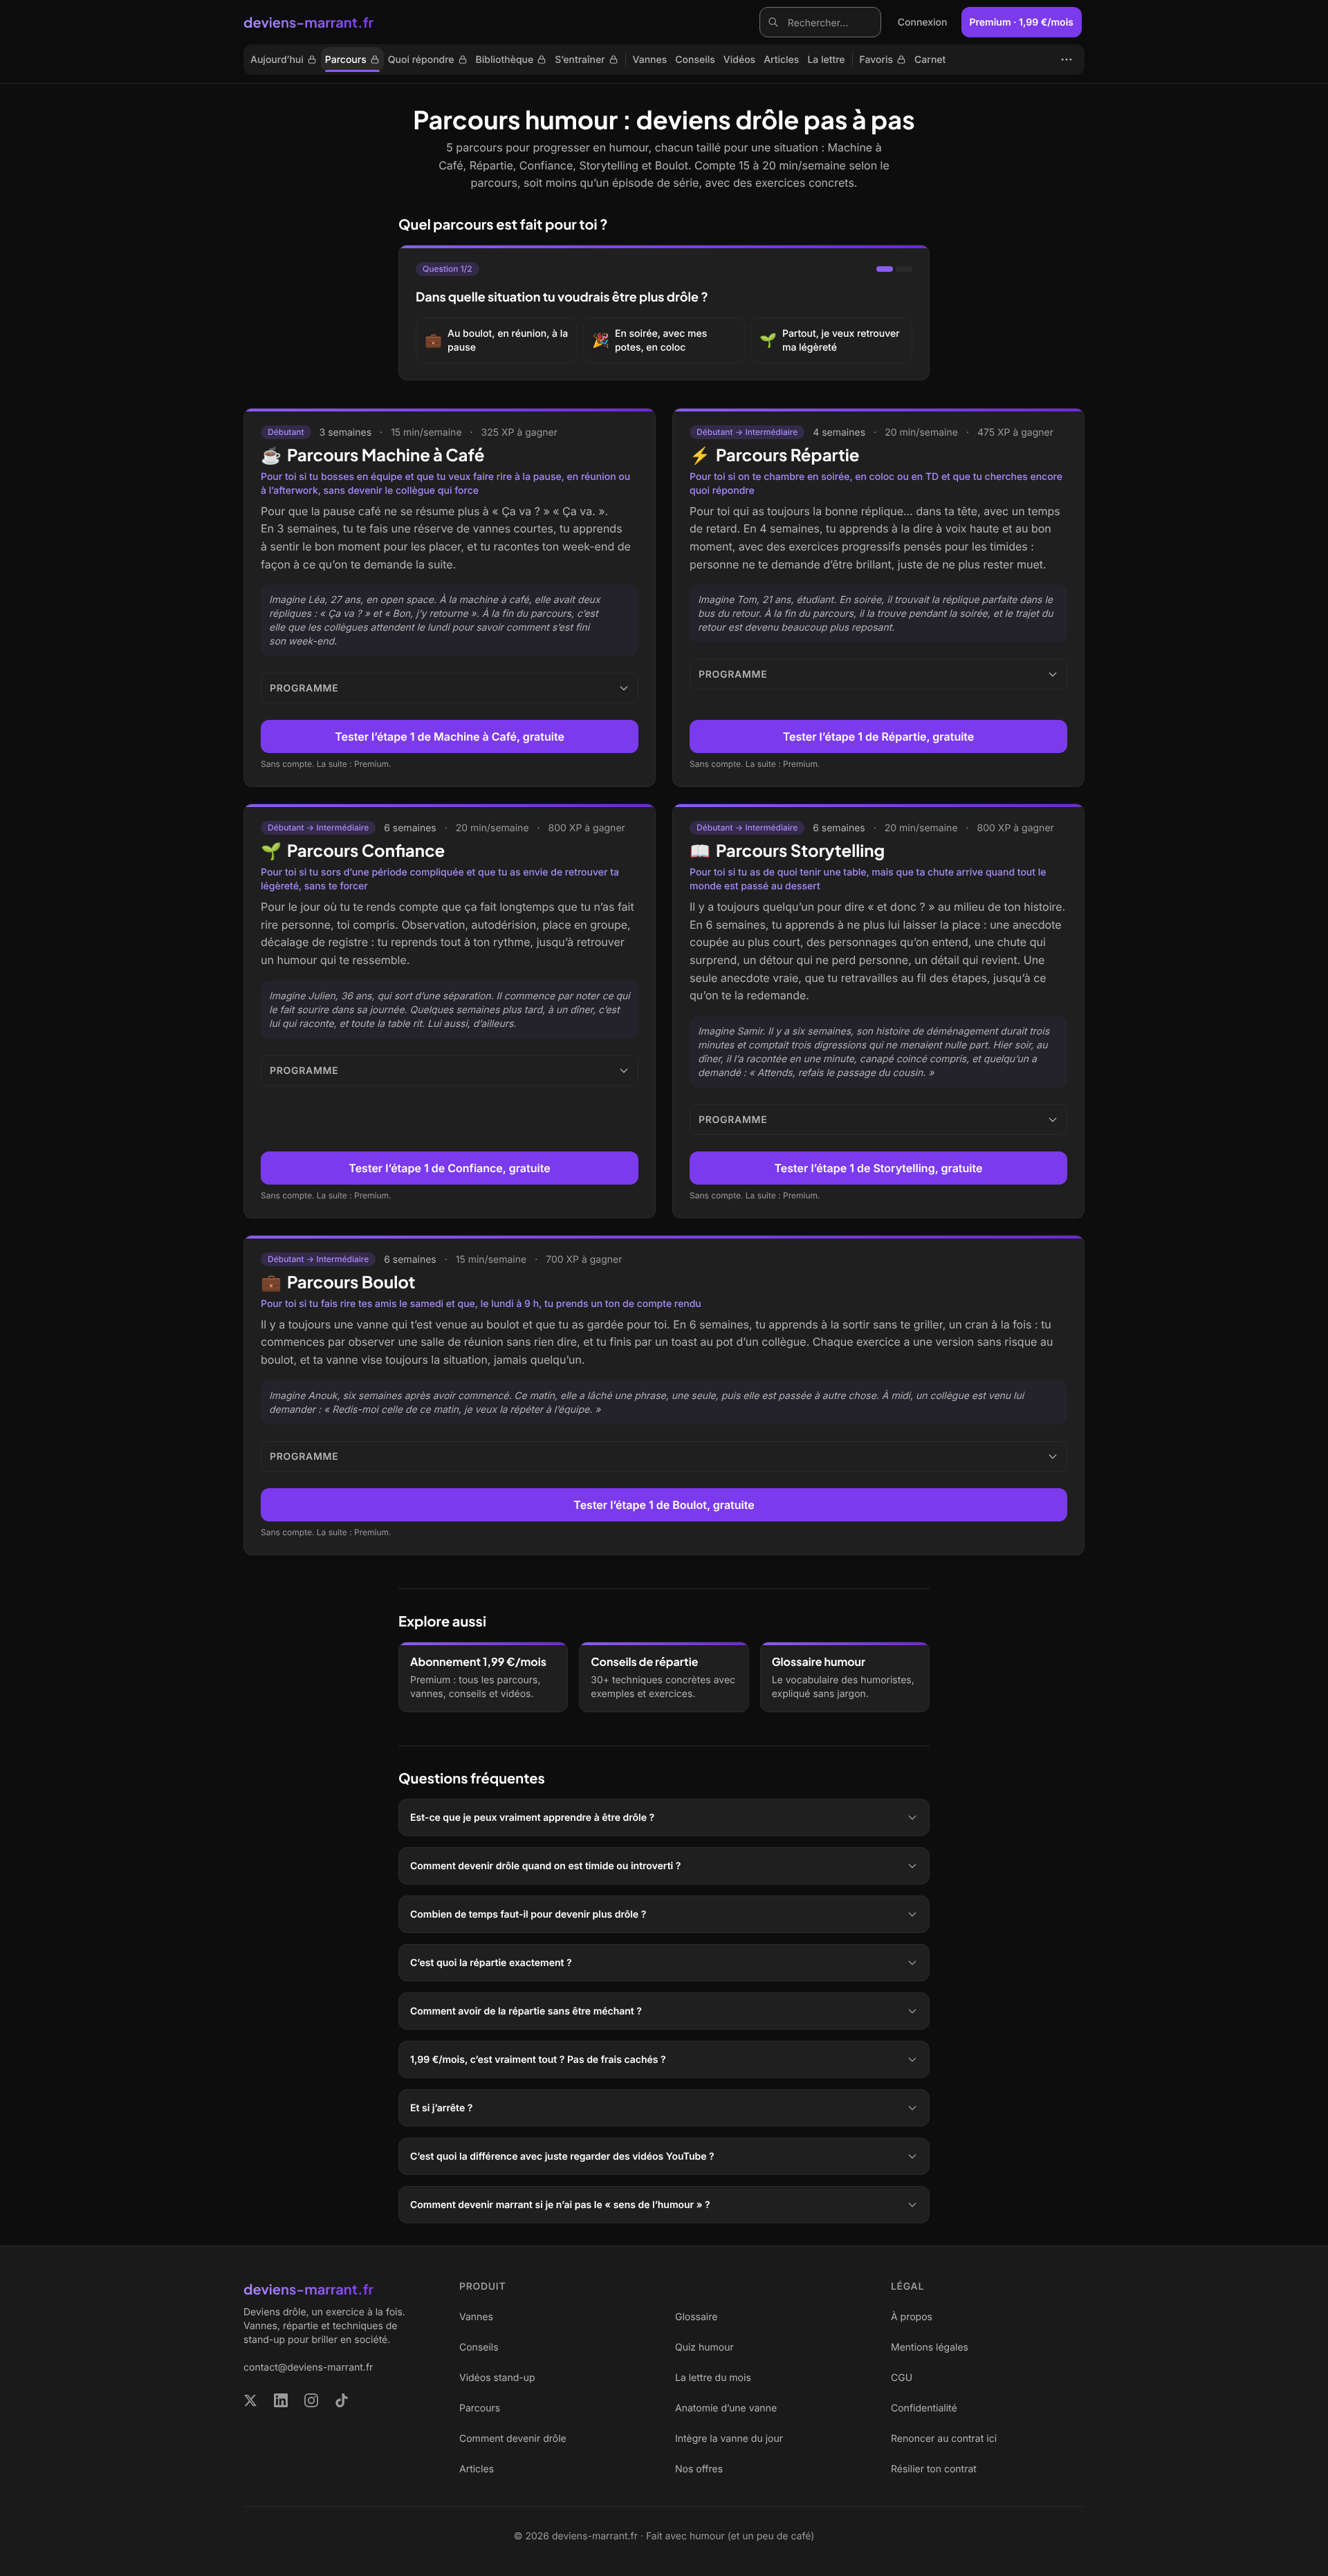 deviens-marrant.fr
Rechercher...
Connexion
Premium · 1,99 €/mois
Aujourd’hui
Parcours
Quoi répondre
Bibliothèque
S’entraîner
Vannes
Conseils
Vidéos
Articles
La lettre
Favoris
Carnet
Parcours humour : deviens drôle pas à pas
5 parcours pour progresser en humour, chacun taillé pour une situation : Machine à
Café, Répartie, Confiance, Storytelling et Boulot. Compte 15 à 20 min/semaine selon le
parcours, soit moins qu’un épisode de série, avec des exercices concrets.
Quel parcours est fait pour toi ?
Question 1/2
Dans quelle situation tu voudrais être plus drôle ?
Au boulot, en réunion, à la
pause
En soirée, avec mes
potes, en coloc
Partout, je veux retrouver
ma légèreté
Débutant 3 semaines · 15 min/semaine · 325 XP à gagner
Parcours Machine à Café
Pour toi si tu bosses en équipe et que tu veux faire rire à la pause, en réunion ou
à l’afterwork, sans devenir le collègue qui force
Pour que la pause café ne se résume plus à « Ça va ? » « Ça va. ».
En 3 semaines, tu te fais une réserve de vannes courtes, tu apprends
à sentir le bon moment pour les placer, et tu racontes ton week-end de
façon à ce qu’on te demande la suite.
Imagine Léa, 27 ans, en open space. À la machine à café, elle avait deux
répliques : « Ça va ? » et « Bon, j’y retourne ». À la fin du parcours, c’est
elle que les collègues attendent le lundi pour savoir comment s’est fini
son week-end.
PROGRAMME
Tester l’étape 1 de Machine à Café, gratuite
Sans compte. La suite : Premium.
Débutant → Intermédiaire 4 semaines · 20 min/semaine · 475 XP à gagner
Parcours Répartie
Pour toi si on te chambre en soirée, en coloc ou en TD et que tu cherches encore
quoi répondre
Pour toi qui as toujours la bonne réplique... dans ta tête, avec un temps
de retard. En 4 semaines, tu apprends à la dire à voix haute et au bon
moment, avec des exercices progressifs pensés pour les timides :
personne ne te demande d’être brillant, juste de ne plus rester muet.
Imagine Tom, 21 ans, étudiant. En soirée, il trouvait la réplique parfaite dans le
bus du retour. À la fin du parcours, il la trouve pendant la soirée, et le trajet du
retour est devenu beaucoup plus reposant.
PROGRAMME
Tester l’étape 1 de Répartie, gratuite
Sans compte. La suite : Premium.
Débutant → Intermédiaire 6 semaines · 20 min/semaine · 800 XP à gagner
Parcours Confiance
Pour toi si tu sors d’une période compliquée et que tu as envie de retrouver ta
légèreté, sans te forcer
Pour le jour où tu te rends compte que ça fait longtemps que tu n’as fait
rire personne, toi compris. Observation, autodérision, place en groupe,
décalage de registre : tu reprends tout à ton rythme, jusqu’à retrouver
un humour qui te ressemble.
Imagine Julien, 36 ans, qui sort d’une séparation. Il commence par noter ce qui
le fait sourire dans sa journée. Quelques semaines plus tard, à un dîner, c’est
lui qui raconte, et toute la table rit. Lui aussi, d’ailleurs.
PROGRAMME
Tester l’étape 1 de Confiance, gratuite
Sans compte. La suite : Premium.
Débutant → Intermédiaire 6 semaines · 20 min/semaine · 800 XP à gagner
Parcours Storytelling
Pour toi si tu as de quoi tenir une table, mais que ta chute arrive quand tout le
monde est passé au dessert
Il y a toujours quelqu’un pour dire « et donc ? » au milieu de ton histoire.
En 6 semaines, tu apprends à ne plus lui laisser la place : une anecdote
coupée au plus court, des personnages qu’on entend, une chute qui
surprend, un détour qui ne perd personne, un détail qui revient. Une
seule anecdote vraie, que tu retravailles au fil des étapes, jusqu’à ce
qu’on te la redemande.
Imagine Samir. Il y a six semaines, son histoire de déménagement durait trois
minutes et comptait trois digressions qui ne menaient nulle part. Hier soir, au
dîner, il l’a racontée en une minute, canapé coincé compris, et quelqu’un a
demandé : « Attends, refais le passage du cousin. »
PROGRAMME
Tester l’étape 1 de Storytelling, gratuite
Sans compte. La suite : Premium.
Débutant → Intermédiaire 6 semaines · 15 min/semaine · 700 XP à gagner
Parcours Boulot
Pour toi si tu fais rire tes amis le samedi et que, le lundi à 9 h, tu prends un ton de compte rendu
Il y a toujours une vanne qui t’est venue au boulot et que tu as gardée pour toi. En 6 semaines, tu apprends à la sortir sans te griller, un cran à la fois : tu
commences par observer une salle de réunion sans rien dire, et tu finis par un toast au pot d’un collègue. Chaque exercice a une version sans risque au
boulot, et ta vanne vise toujours la situation, jamais quelqu’un.
Imagine Anouk, six semaines après avoir commencé. Ce matin, elle a lâché une phrase, une seule, puis elle est passée à autre chose. À midi, un collègue est venu lui
demander : « Redis-moi celle de ce matin, je veux la répéter à l’équipe. »
PROGRAMME
Tester l’étape 1 de Boulot, gratuite
Sans compte. La suite : Premium.
Explore aussi
Abonnement 1,99 €/mois
Premium : tous les parcours,
vannes, conseils et vidéos.
Conseils de répartie
30+ techniques concrètes avec
exemples et exercices.
Glossaire humour
Le vocabulaire des humoristes,
expliqué sans jargon.
Questions fréquentes
Est-ce que je peux vraiment apprendre à être drôle ?
Comment devenir drôle quand on est timide ou introverti ?
Combien de temps faut-il pour devenir plus drôle ?
C’est quoi la répartie exactement ?
Comment avoir de la répartie sans être méchant ?
1,99 €/mois, c’est vraiment tout ? Pas de frais cachés ?
Et si j’arrête ?
C’est quoi la différence avec juste regarder des vidéos YouTube ?
Comment devenir marrant si je n’ai pas le « sens de l’humour » ?
deviens-marrant.fr
Deviens drôle, un exercice à la fois.
Vannes, répartie et techniques de
stand-up pour briller en société.
contact@deviens-marrant.fr
PRODUIT
Vannes
Conseils
Vidéos stand-up
Parcours
Comment devenir drôle
Articles
Glossaire
Quiz humour
La lettre du mois
Anatomie d’une vanne
Intègre la vanne du jour
Nos offres
LÉGAL
À propos
Mentions légales
CGU
Confidentialité
Renoncer au contrat ici
Résilier ton contrat
© 2026 deviens-marrant.fr · Fait avec humour (et un peu de café)